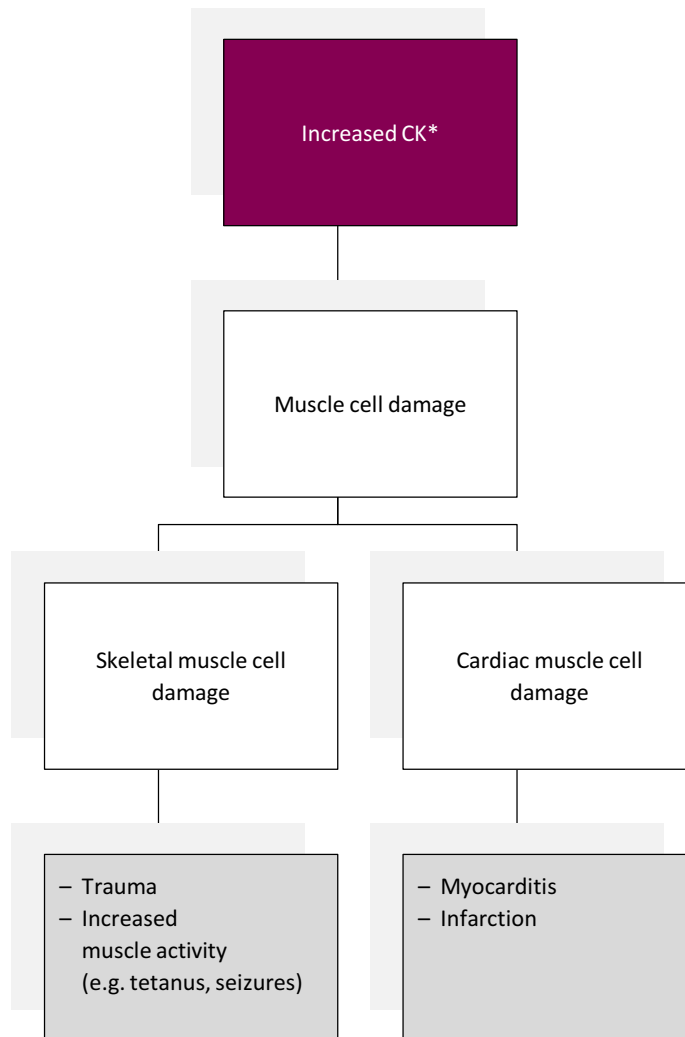 Increased CK*
Muscle cell damage
Skeletal muscle cell
damage
Cardiac muscle cell
damage
– Trauma
– Increased
muscle activity
(e.g. tetanus, seizures)
– Myocarditis
– Infarction